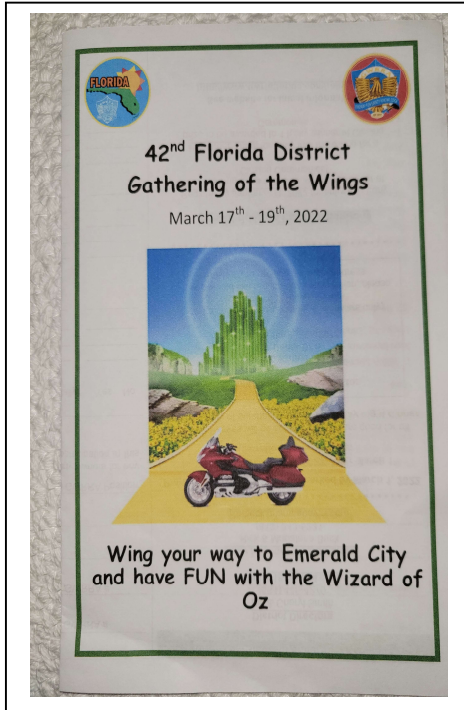 FLORIDA
42nd Florida District
Gathering of the Wings
March 17th - 19th, 2022
Wing your way to Emerald City
and have FUN with the Wizard of
Oz